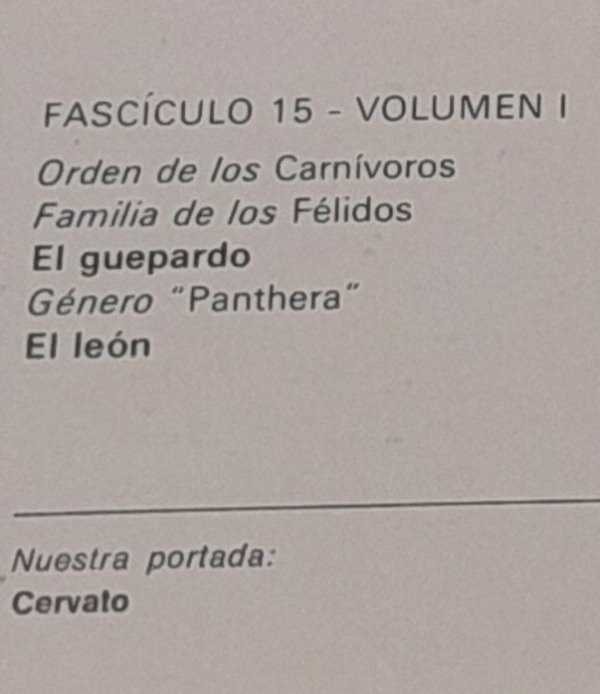 FASCÍCULO 15 - VOLUMEN I
Orden de los Carnívoros
Familia de los Félidos
El guepardo
Género "Panthera"
El león
Nuestra portada:
Cervato